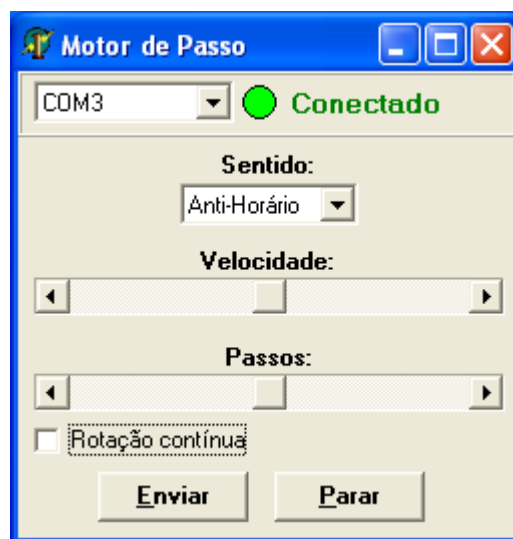 Motor de Passo
COM3 Conectado
Sentido:
Anti-Horário
Velocidade:
Passos:
Rotação contínua
Enviar Parar